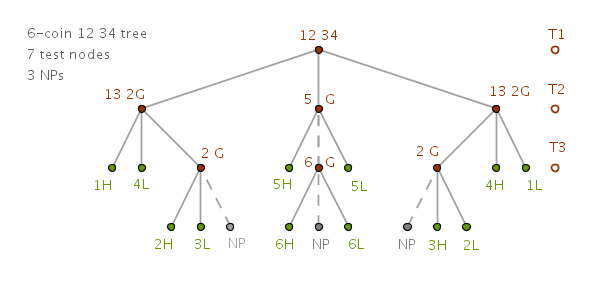 6-coin 12 34 tree
7 test nodes
3 NPs
12 34
T1
13 2G
5 G
13 2G
T2
2 G
6 G
2 G
T3
1H
4L
5H
5L
4H
1L
2H
3L
NP
6H
NP
6L
NP
3H
2L